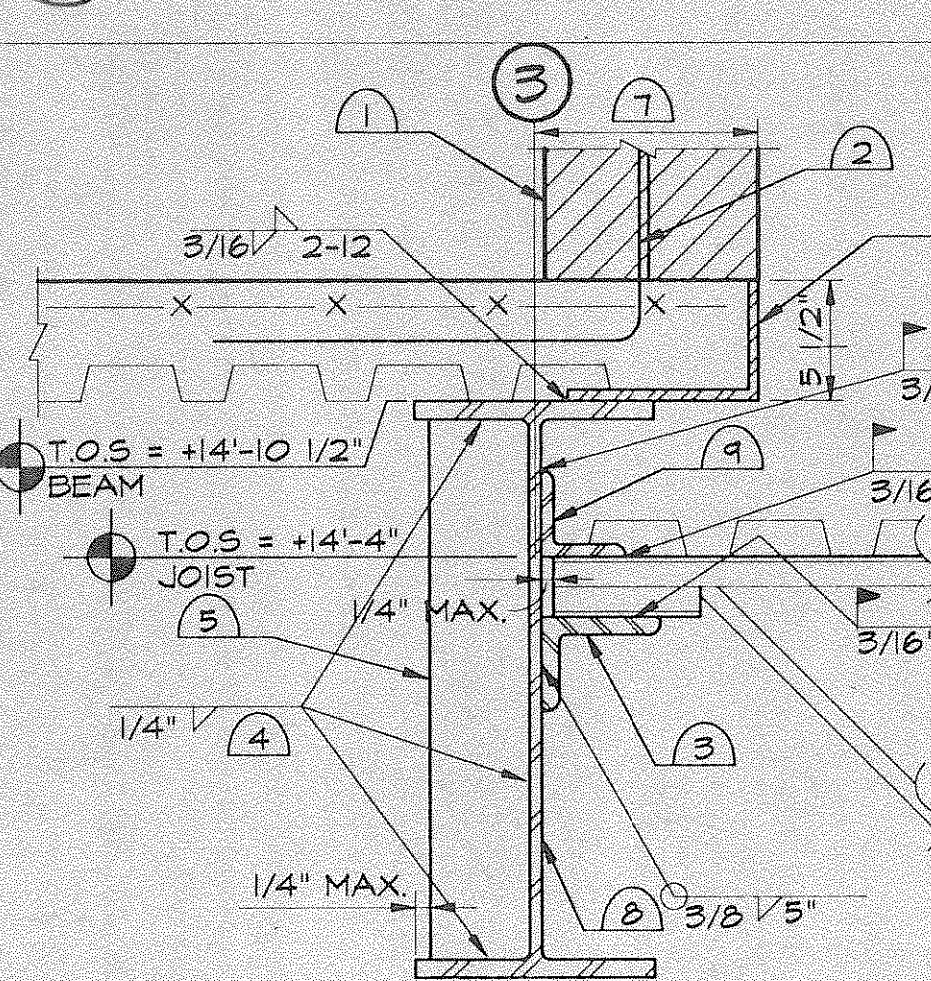 3
7
1
2
3/16 2-12
5 1/2"
3/
T.O.S = +14'-10 1/2"
BEAM
9
3/16
T.O.S = +14'-4"
JOIST
1/4" MAX.
5
3/16"
1/4"
4
3
1/4" MAX.
8
3/8 5"